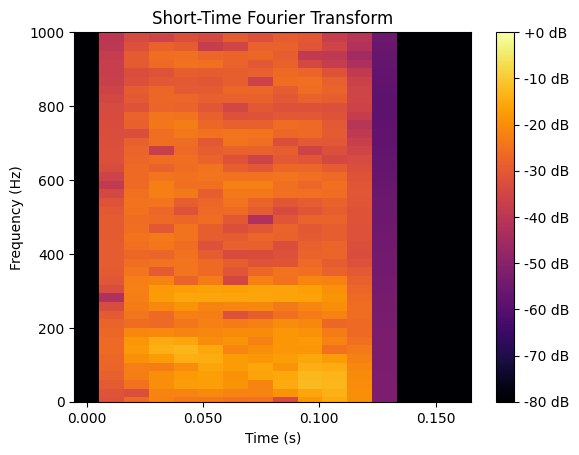 Short-Time Fourier Transform
1000
800
600
400
200
0
Frequency (Hz)
0.000
0.050
0.100
0.150
Time (s)
+0 dB
-10 dB
-20 dB
-30 dB
-40 dB
-50 dB
-60 dB
-70 dB
-80 dB